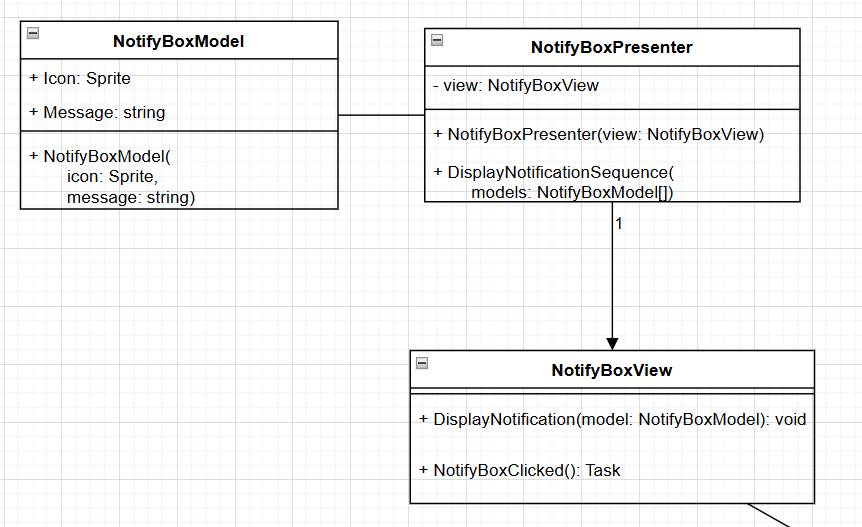 NotifyBoxModel
+ Icon: Sprite
+ Message: string
+ NotifyBoxModel(
icon: Sprite,
message: string)
NotifyBoxPresenter
- view: NotifyBoxView
+ NotifyBoxPresenter(view: NotifyBoxView)
+ DisplayNotificationSequence(
models: NotifyBoxModel[])
1
NotifyBoxView
+ DisplayNotification(model: NotifyBoxModel): void
+ NotifyBoxClicked(): Task